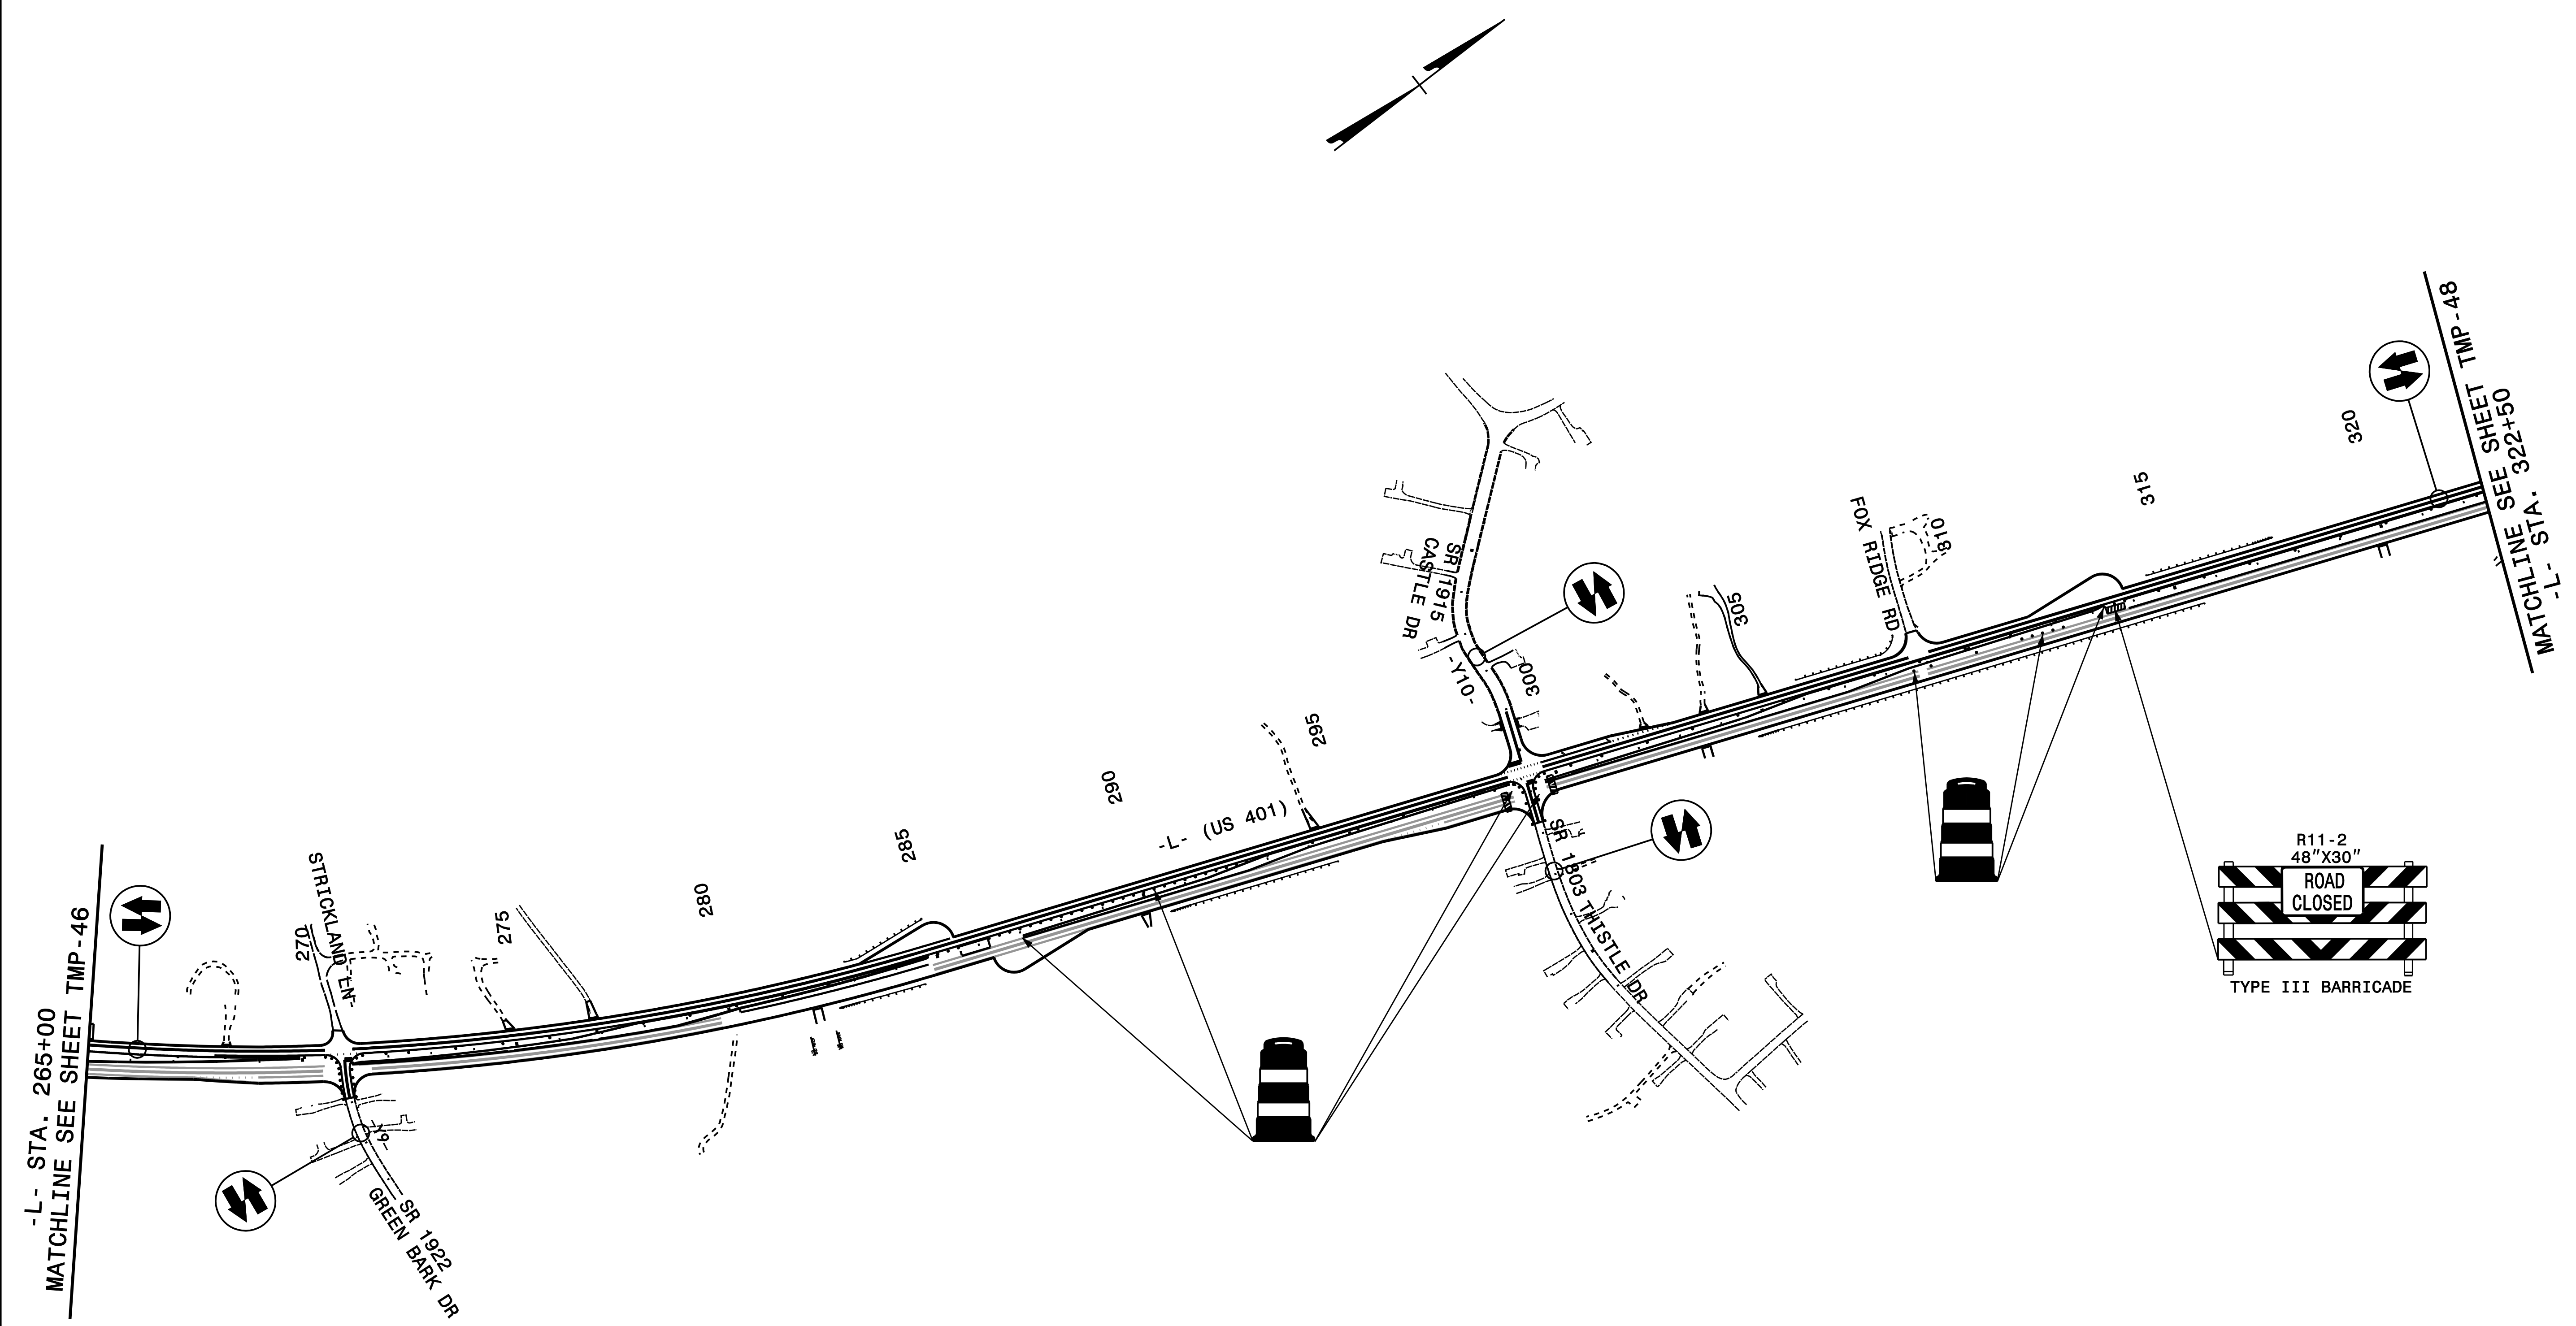 -L- STA. 265+00
MATCHLINE SEE SHEET TMP-46
STRICKLAND LN
270
275
280
285
290
295
300
305
310
315
320
-Y9-
SR 1922
GREEN BARK DR
-L- (US 401)
SR 1915
CASTLE DR
-Y10-
SR 1803 THISTLE DR
FOX RIDGE RD
R11-2
48"X30"
ROAD
CLOSED
TYPE III BARRICADE
MATCHLINE SEE SHEET TMP-48
-L- STA. 322+50